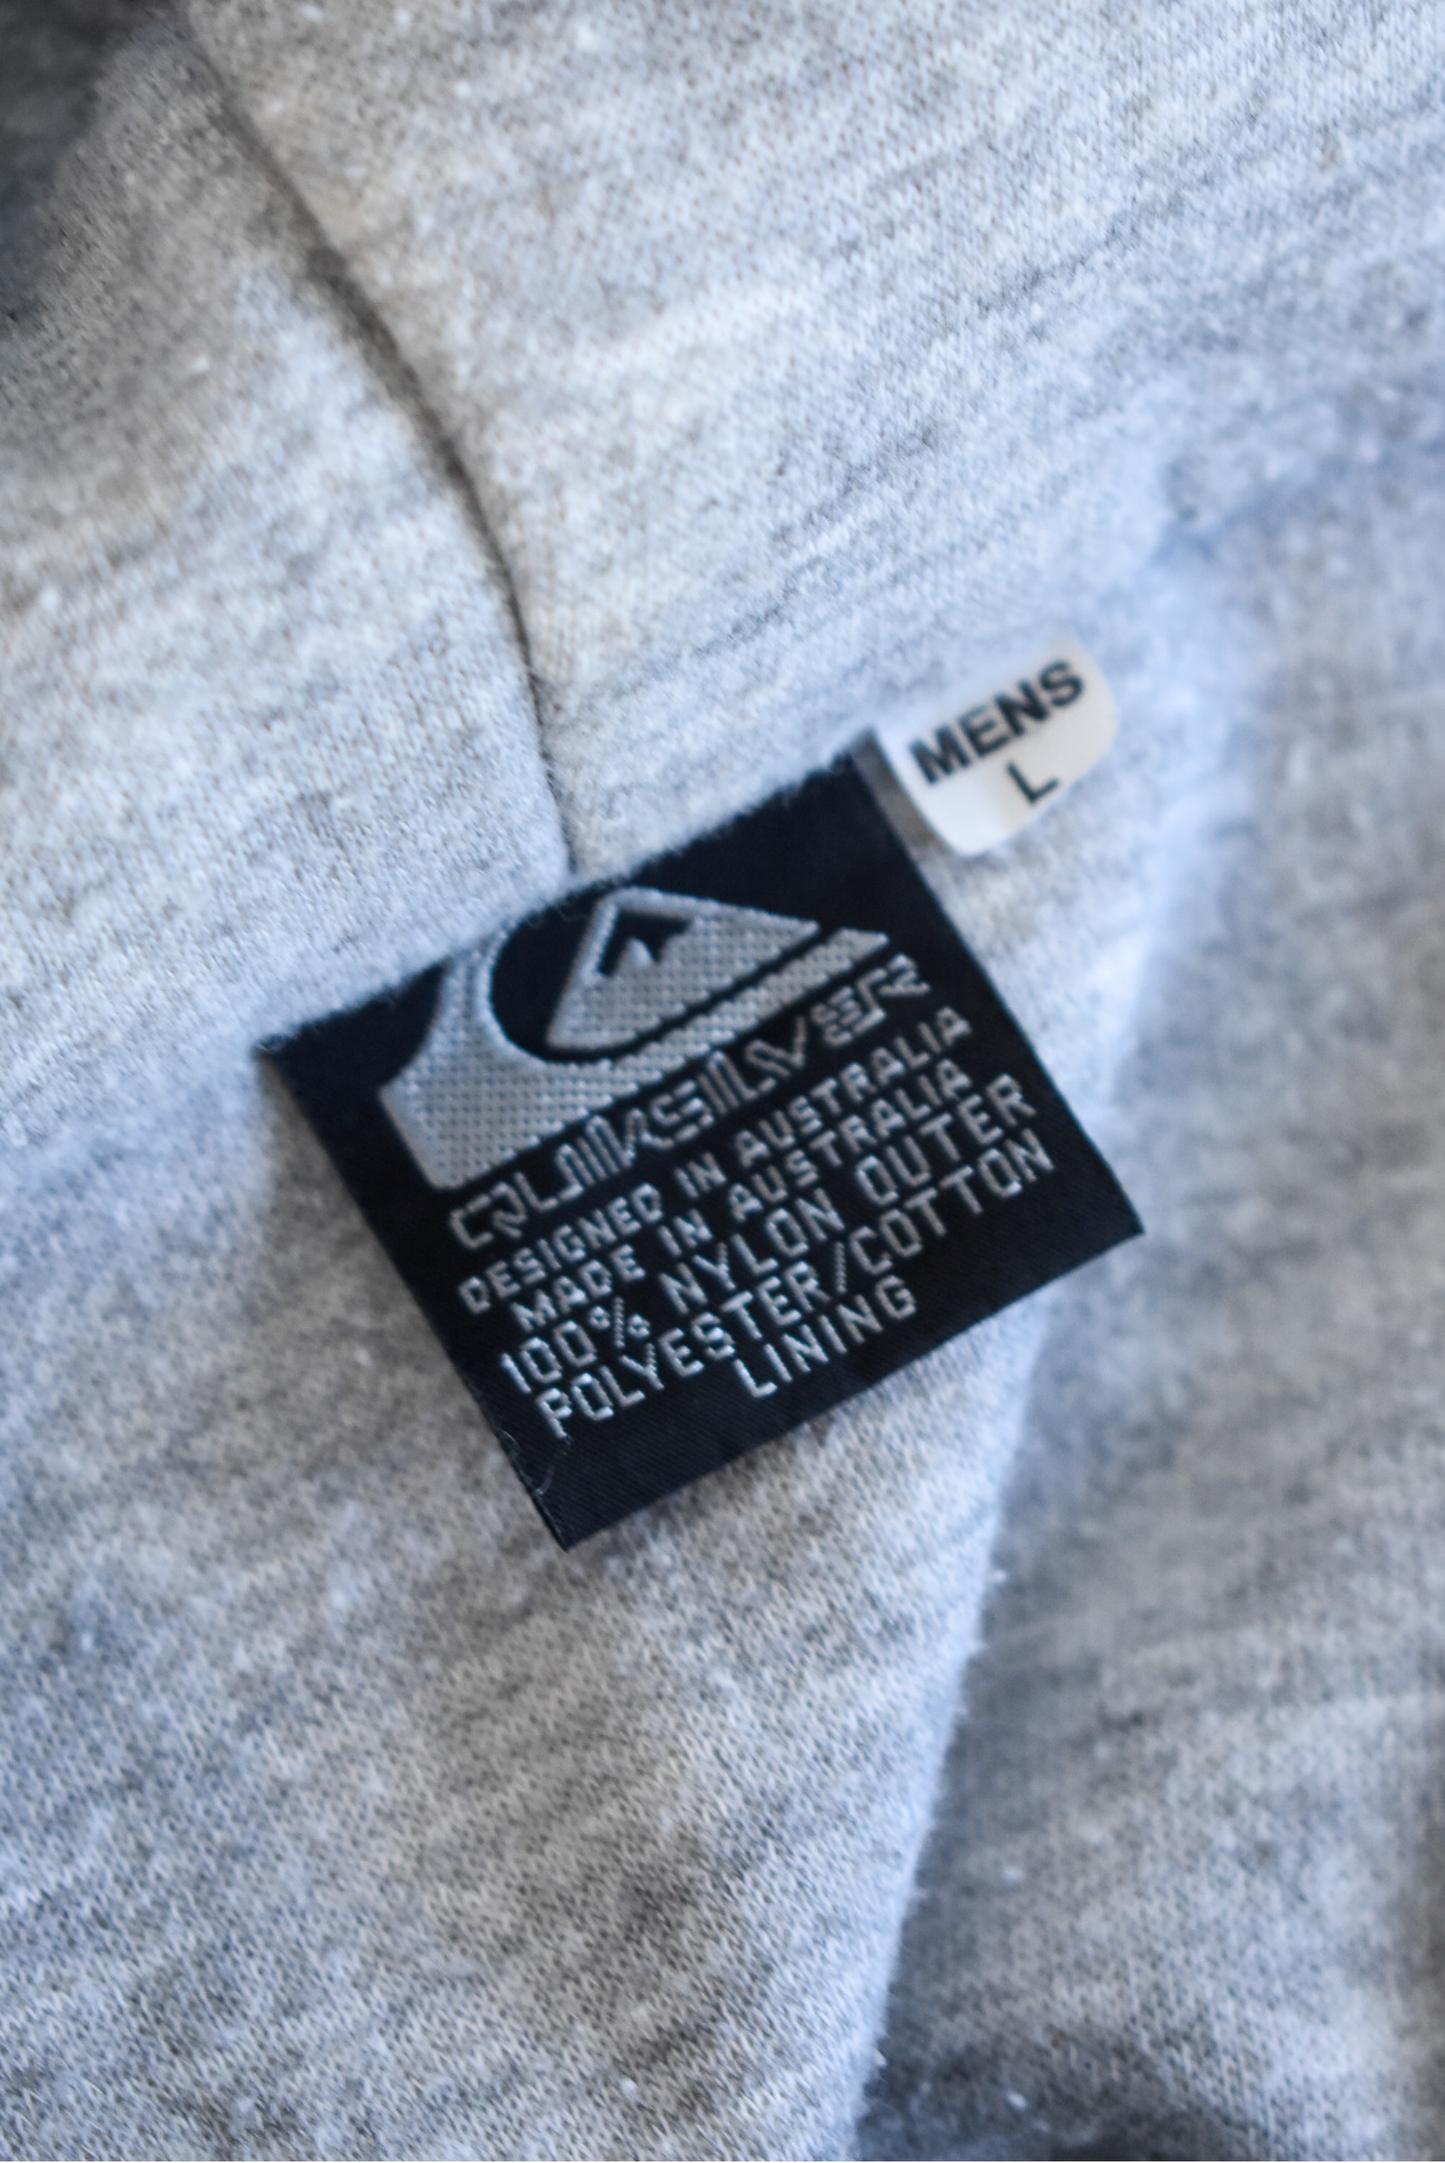 MENS
L
QUIKSILVER
DESIGNED IN AUSTRALIA
MADE IN AUSTRALIA
100% NYLON OUTER
POLYESTER/COTTON
LINING